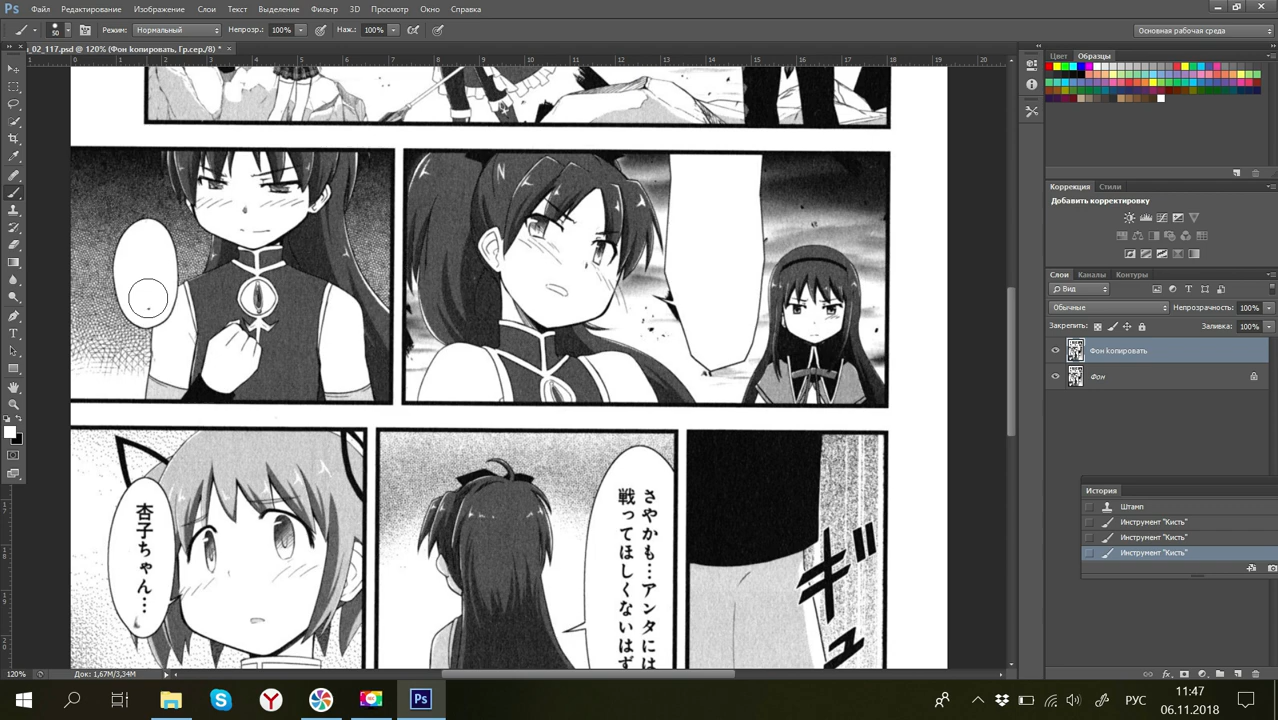 Ps
Файл Редактирование Изображение Слои Текст Выделение Фильтр 3D Просмотр Окно Справка
50 Режим: Нормальный Непрозр.: 100% Наж.: 100% Основная рабочая среда
_02_117.psd @ 120% (Фон копировать, Гр.сер./8) *
Цвет Образцы
Коррекция Стили
Добавить корректировку
Слои Каналы Контуры
Вид
Обычные Непрозрачность: 100%
Закрепить: Заливка: 100%
Фон копировать
Фон
История
Штамп
Инструмент "Кисть"
Инструмент "Кисть"
Инструмент "Кисть"
杏子ちゃん…
さやかも…アンタには
戦ってほしくないはず
ギ
ュ
120% Док: 1,67M/3,34M
Ps
РУС
11:47
06.11.2018